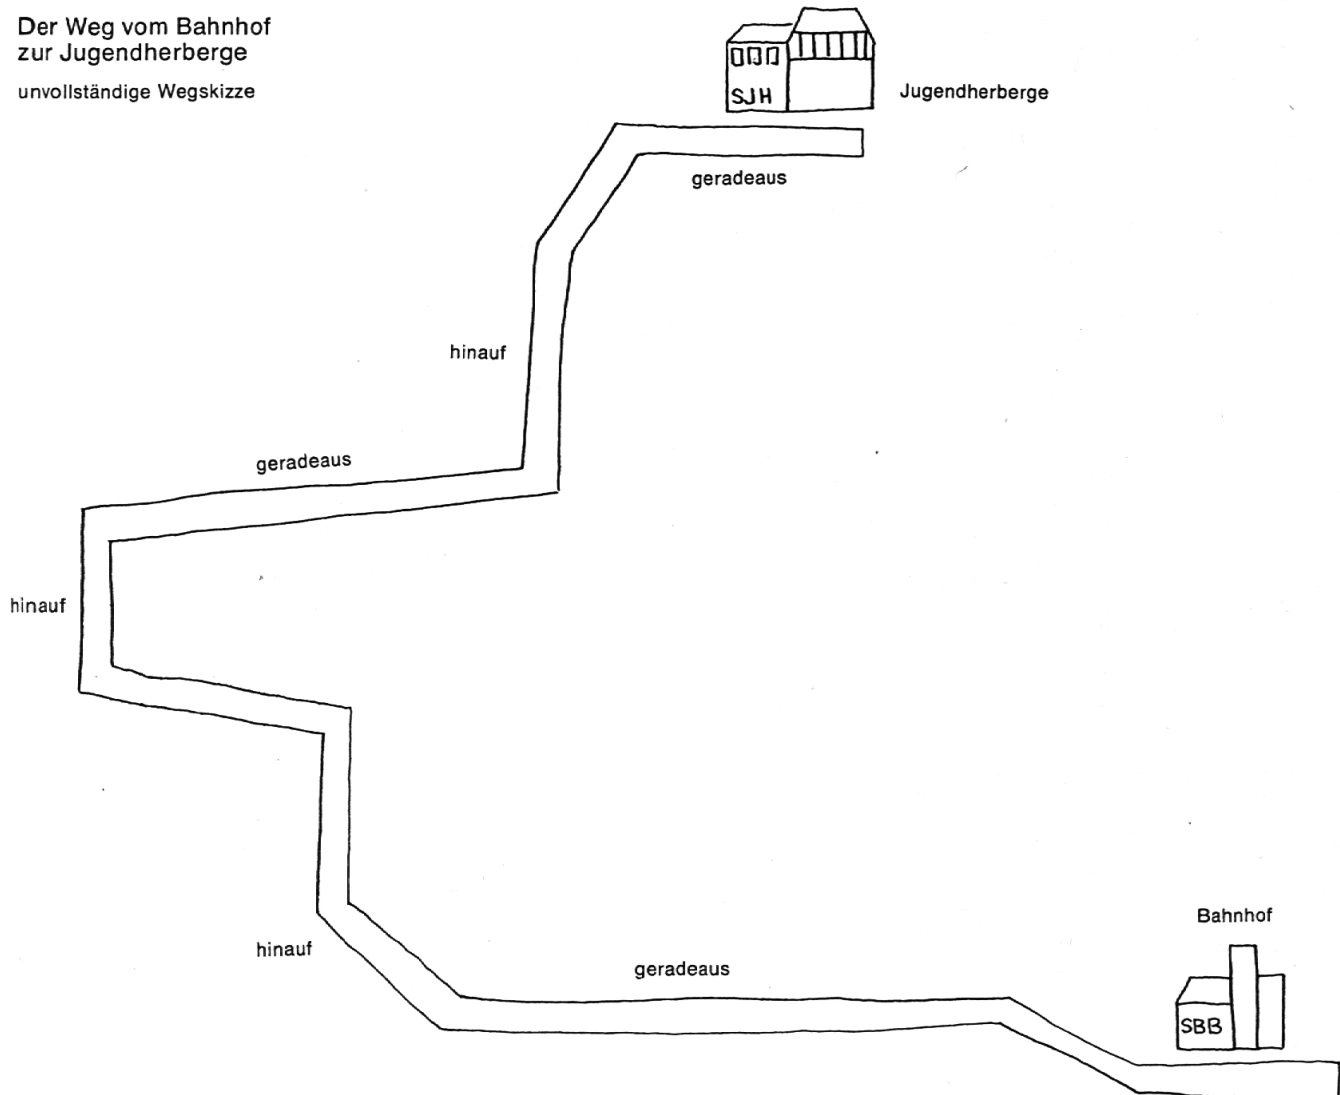 Der Weg vom Bahnhof
zur Jugendherberge
unvollständige Wegskizze
SJH
Jugendherberge
geradeaus
hinauf
geradeaus
hinauf
hinauf
geradeaus
Bahnhof
SBB